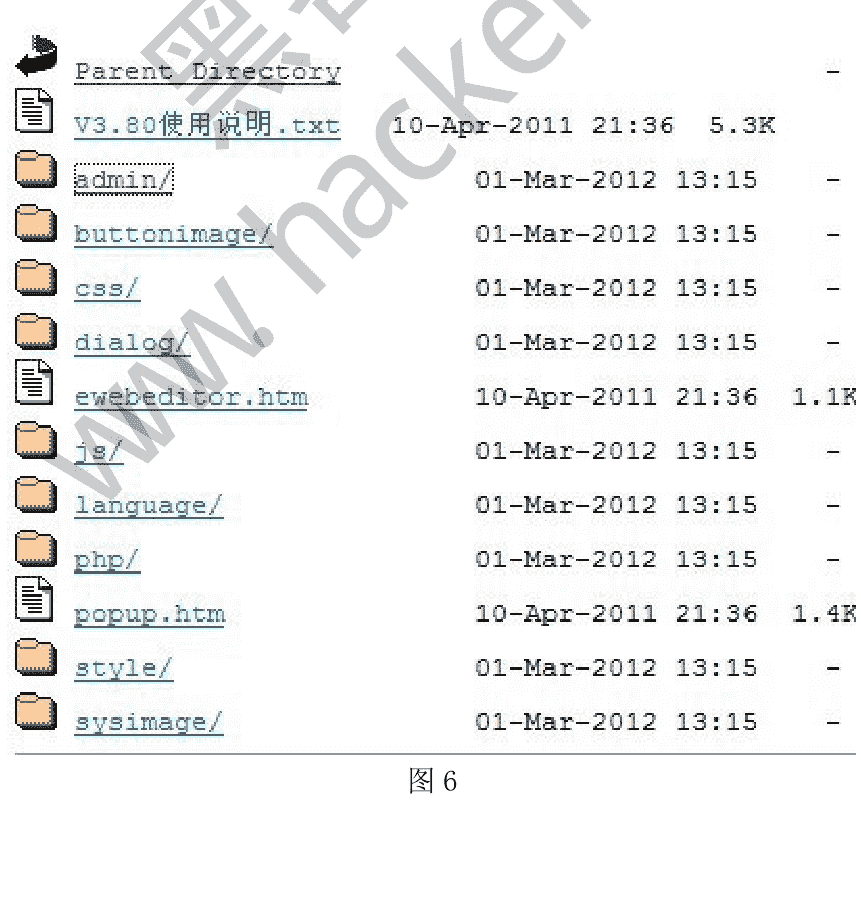 Parent Directory -
V3.80使用说明.txt 10-Apr-2011 21:36 5.3K
admin/ 01-Mar-2012 13:15 -
buttonimage/ 01-Mar-2012 13:15 -
css/ 01-Mar-2012 13:15 -
dialog/ 01-Mar-2012 13:15 -
ewebeditor.htm 10-Apr-2011 21:36 1.1K
js/ 01-Mar-2012 13:15 -
language/ 01-Mar-2012 13:15 -
php/ 01-Mar-2012 13:15 -
popup.htm 10-Apr-2011 21:36 1.4K
style/ 01-Mar-2012 13:15 -
sysimage/ 01-Mar-2012 13:15 -
图 6
www.hacker
黑